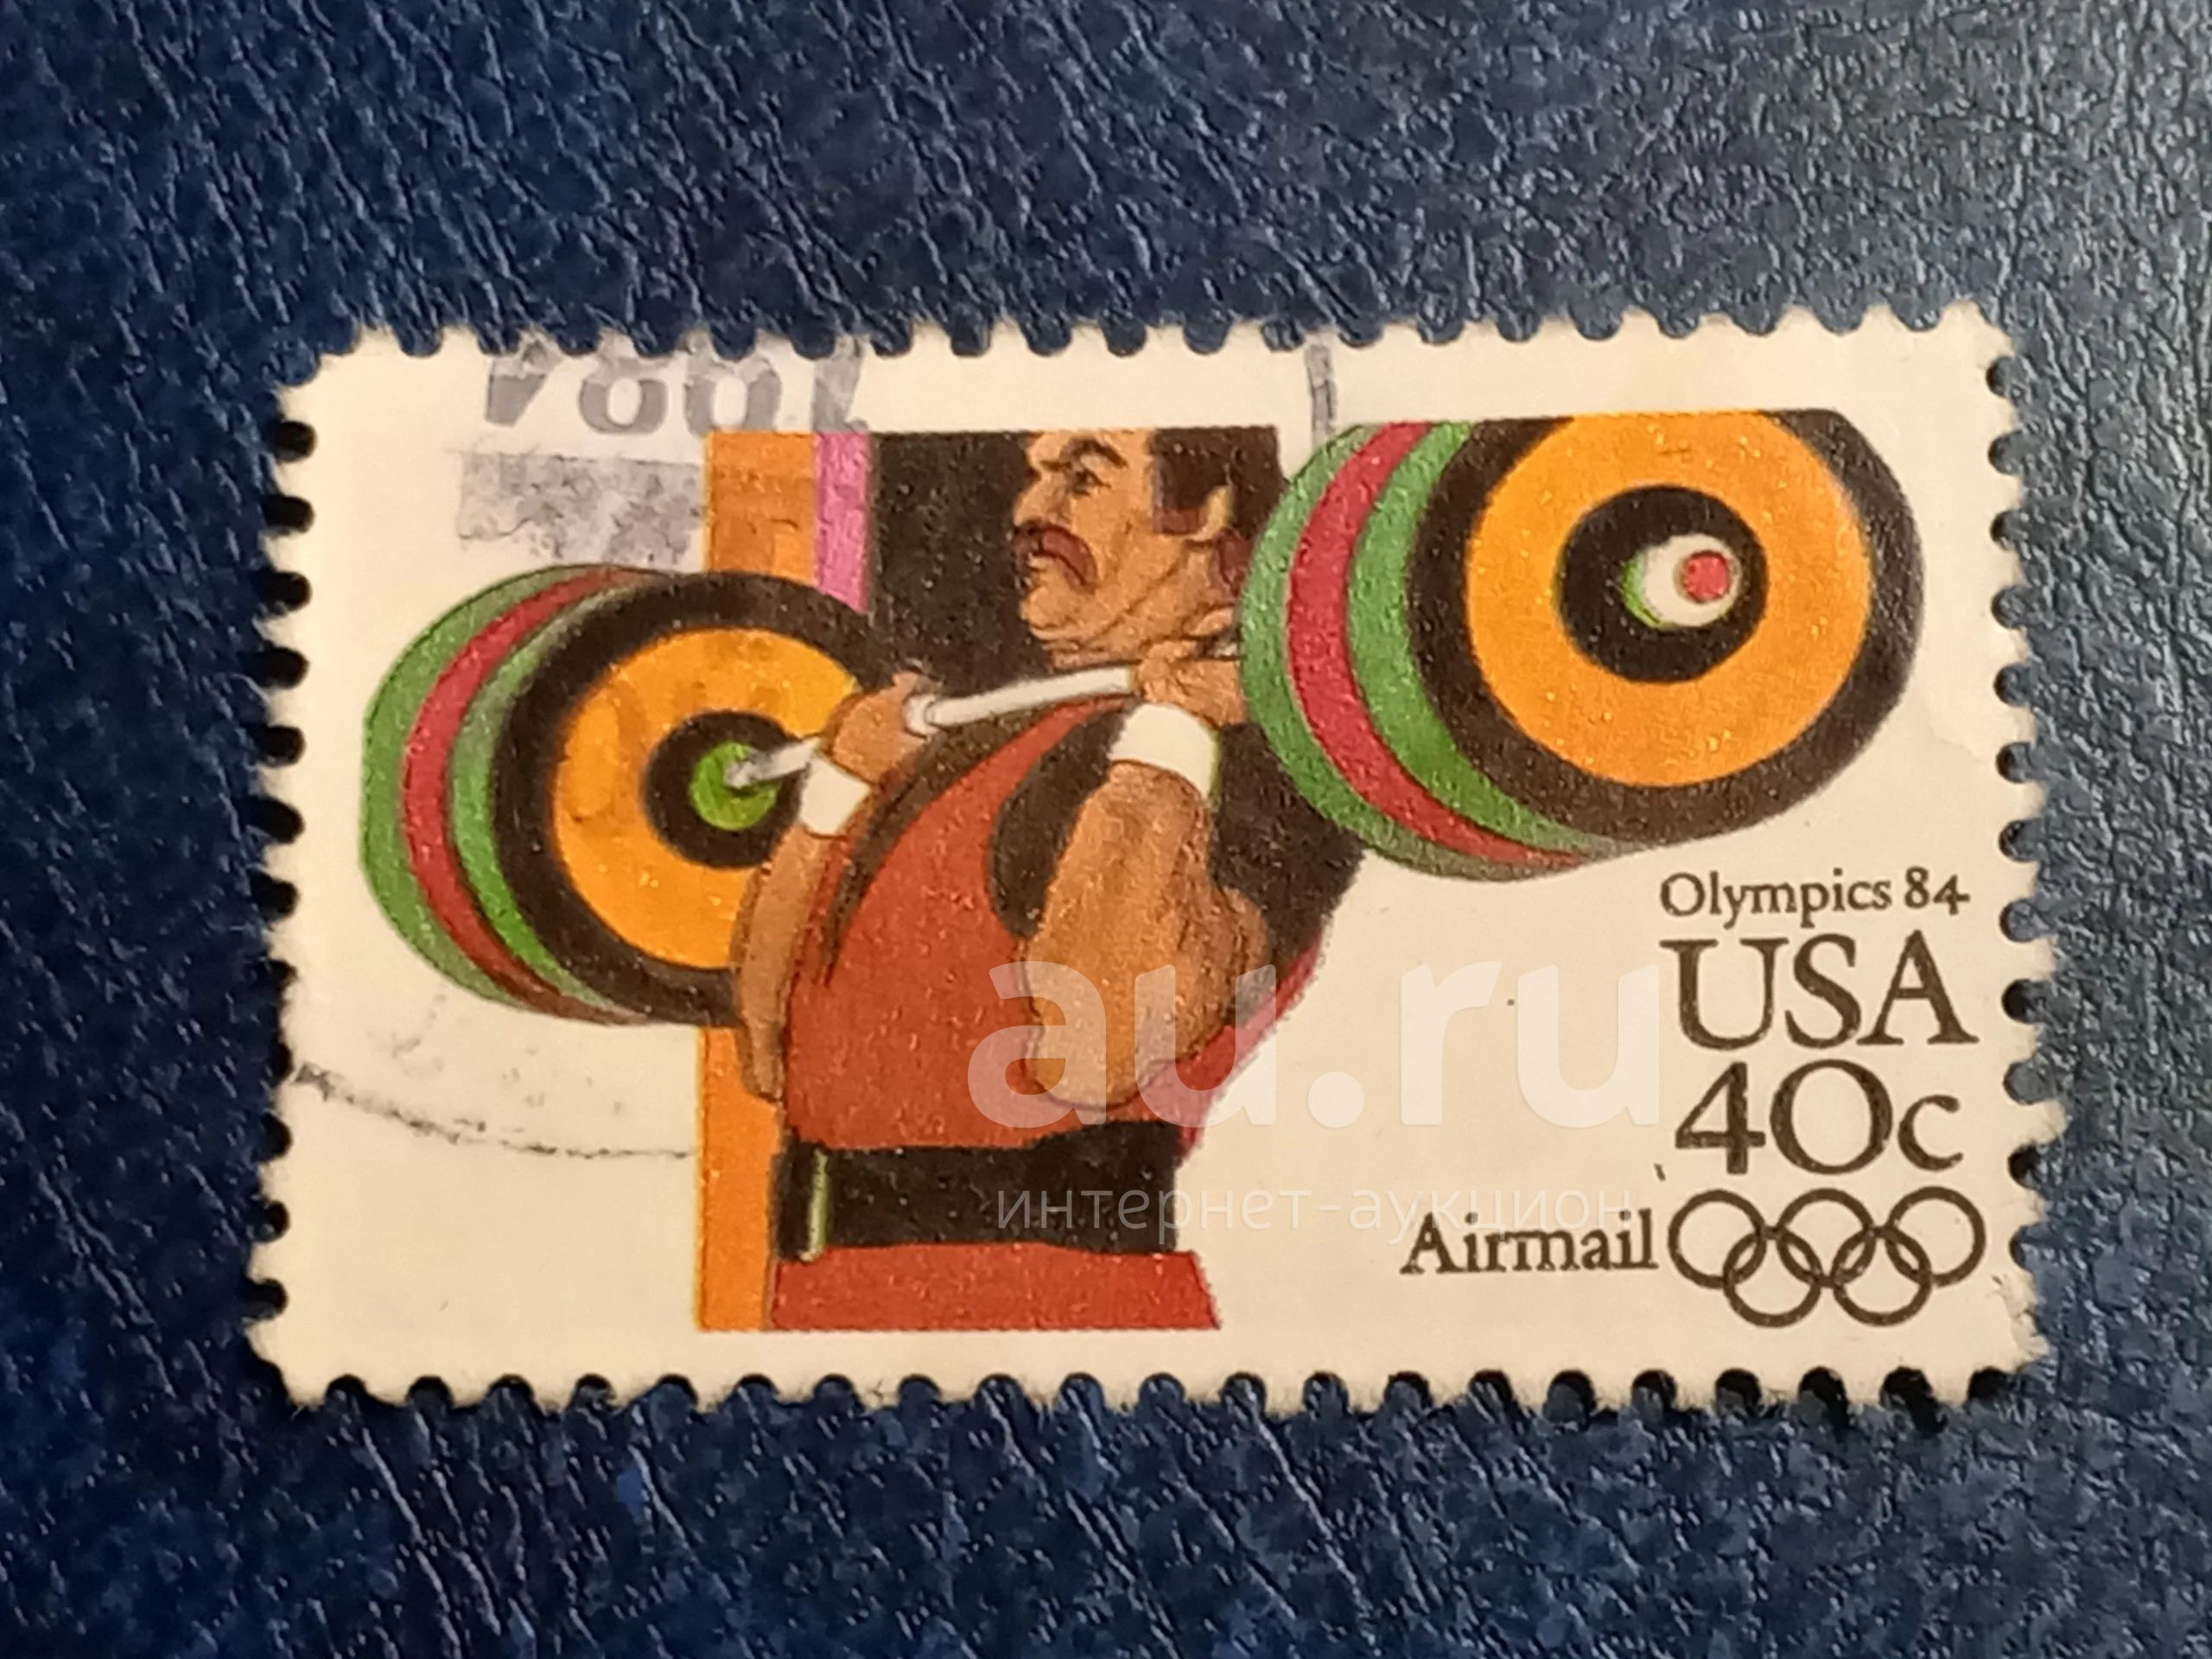 1984
Olympics 84
USA
40c
Airmail
au.ru
интернет-аукцион